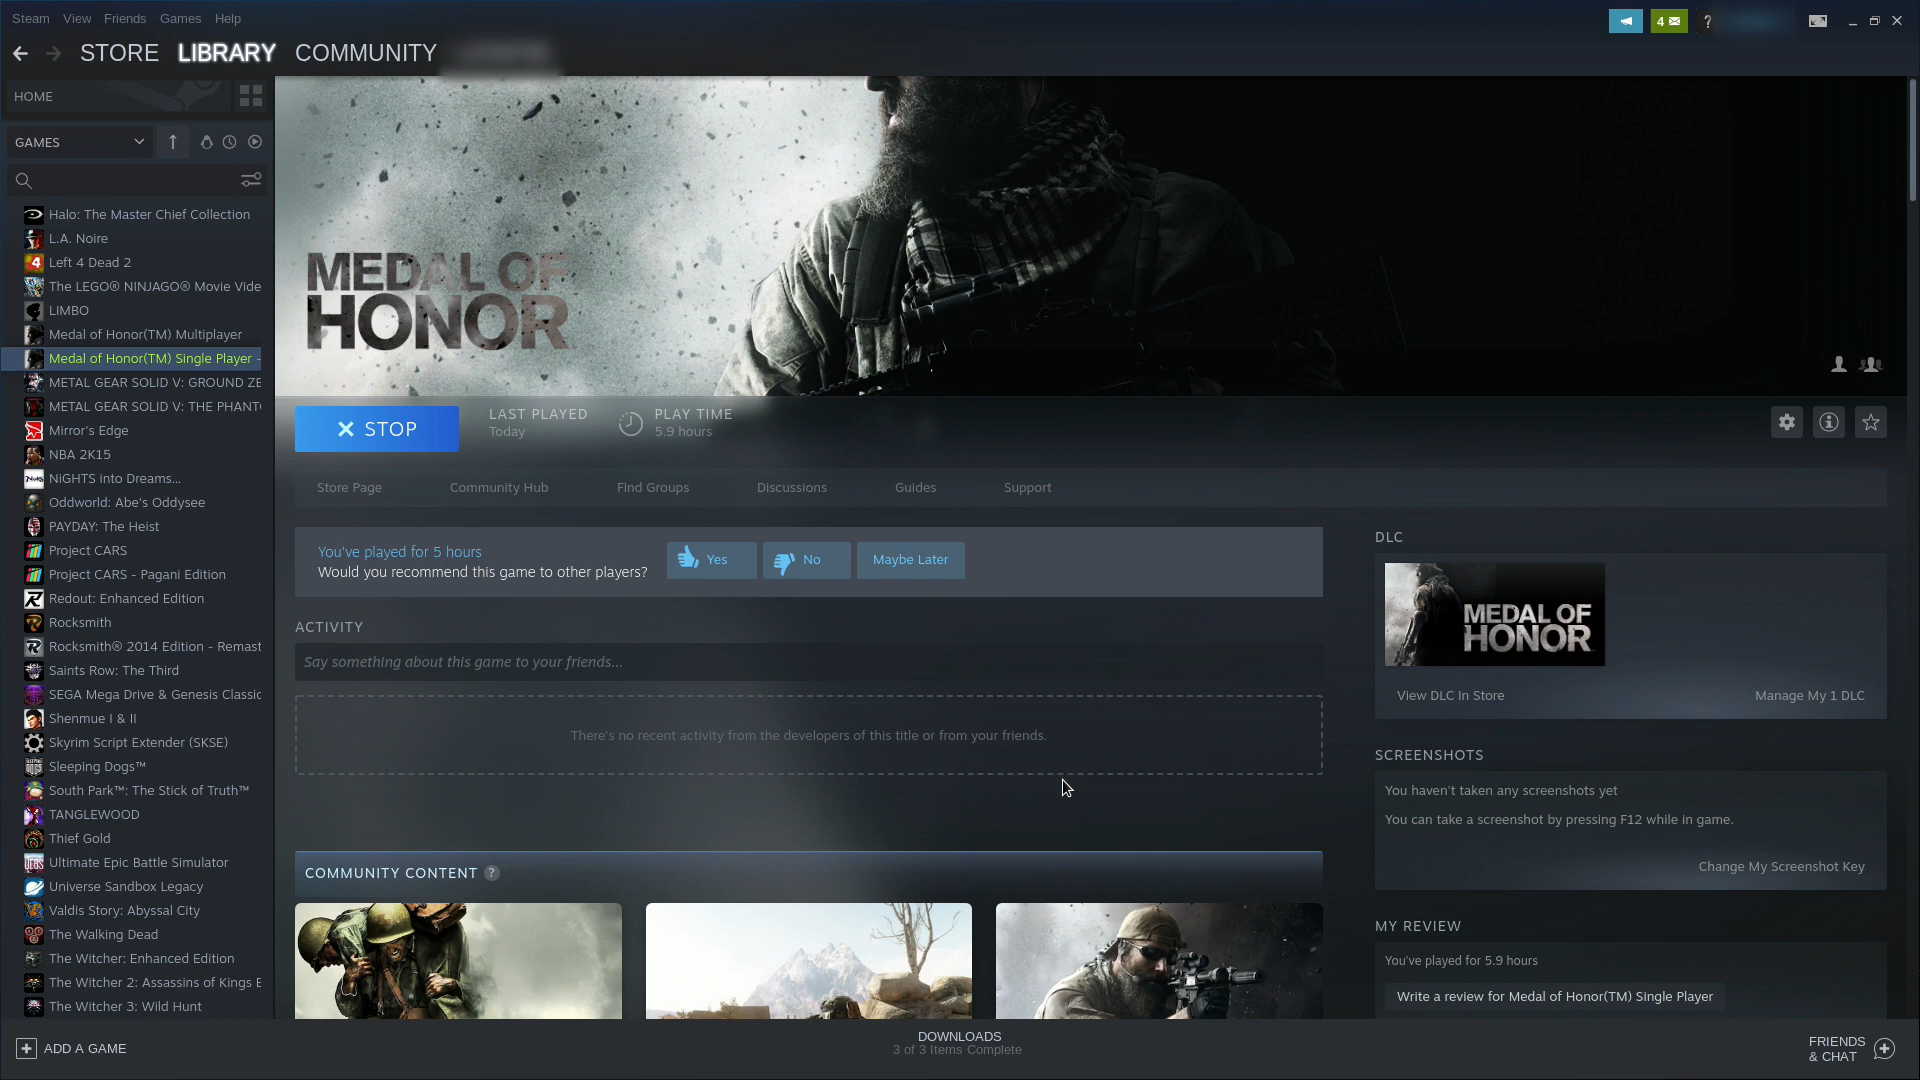 Steam View Friends Games Help
4 ?
STORE LIBRARY COMMUNITY
HOME
GAMES
Halo: The Master Chief Collection
L.A. Noire
Left 4 Dead 2
The LEGO® NINJAGO® Movie Vide
LIMBO
Medal of Honor(TM) Multiplayer
Medal of Honor(TM) Single Player -
METAL GEAR SOLID V: GROUND ZE
METAL GEAR SOLID V: THE PHANT
Mirror's Edge
NBA 2K15
NiGHTS into Dreams...
Oddworld: Abe's Oddysee
PAYDAY: The Heist
Project CARS
Project CARS - Pagani Edition
Redout: Enhanced Edition
Rocksmith
Rocksmith® 2014 Edition - Remast
Saints Row: The Third
SEGA Mega Drive & Genesis Classic
Shenmue I & II
Skyrim Script Extender (SKSE)
Sleeping Dogs™
South Park™: The Stick of Truth™
TANGLEWOOD
Thief Gold
Ultimate Epic Battle Simulator
Universe Sandbox Legacy
Valdis Story: Abyssal City
The Walking Dead
The Witcher: Enhanced Edition
The Witcher 2: Assassins of Kings E
The Witcher 3: Wild Hunt
MEDAL OF
HONOR
STOP
LAST PLAYED
Today
PLAY TIME
5.9 hours
Store Page Community Hub Find Groups Discussions Guides Support
You've played for 5 hours
Would you recommend this game to other players?
Yes No Maybe Later
ACTIVITY
Say something about this game to your friends...
There's no recent activity from the developers of this title or from your friends.
COMMUNITY CONTENT ?
DLC
MEDAL OF
HONOR
View DLC In Store Manage My 1 DLC
SCREENSHOTS
You haven't taken any screenshots yet
You can take a screenshot by pressing F12 while in game.
Change My Screenshot Key
MY REVIEW
You've played for 5.9 hours
Write a review for Medal of Honor(TM) Single Player
ADD A GAME
DOWNLOADS
3 of 3 Items Complete
FRIENDS
& CHAT